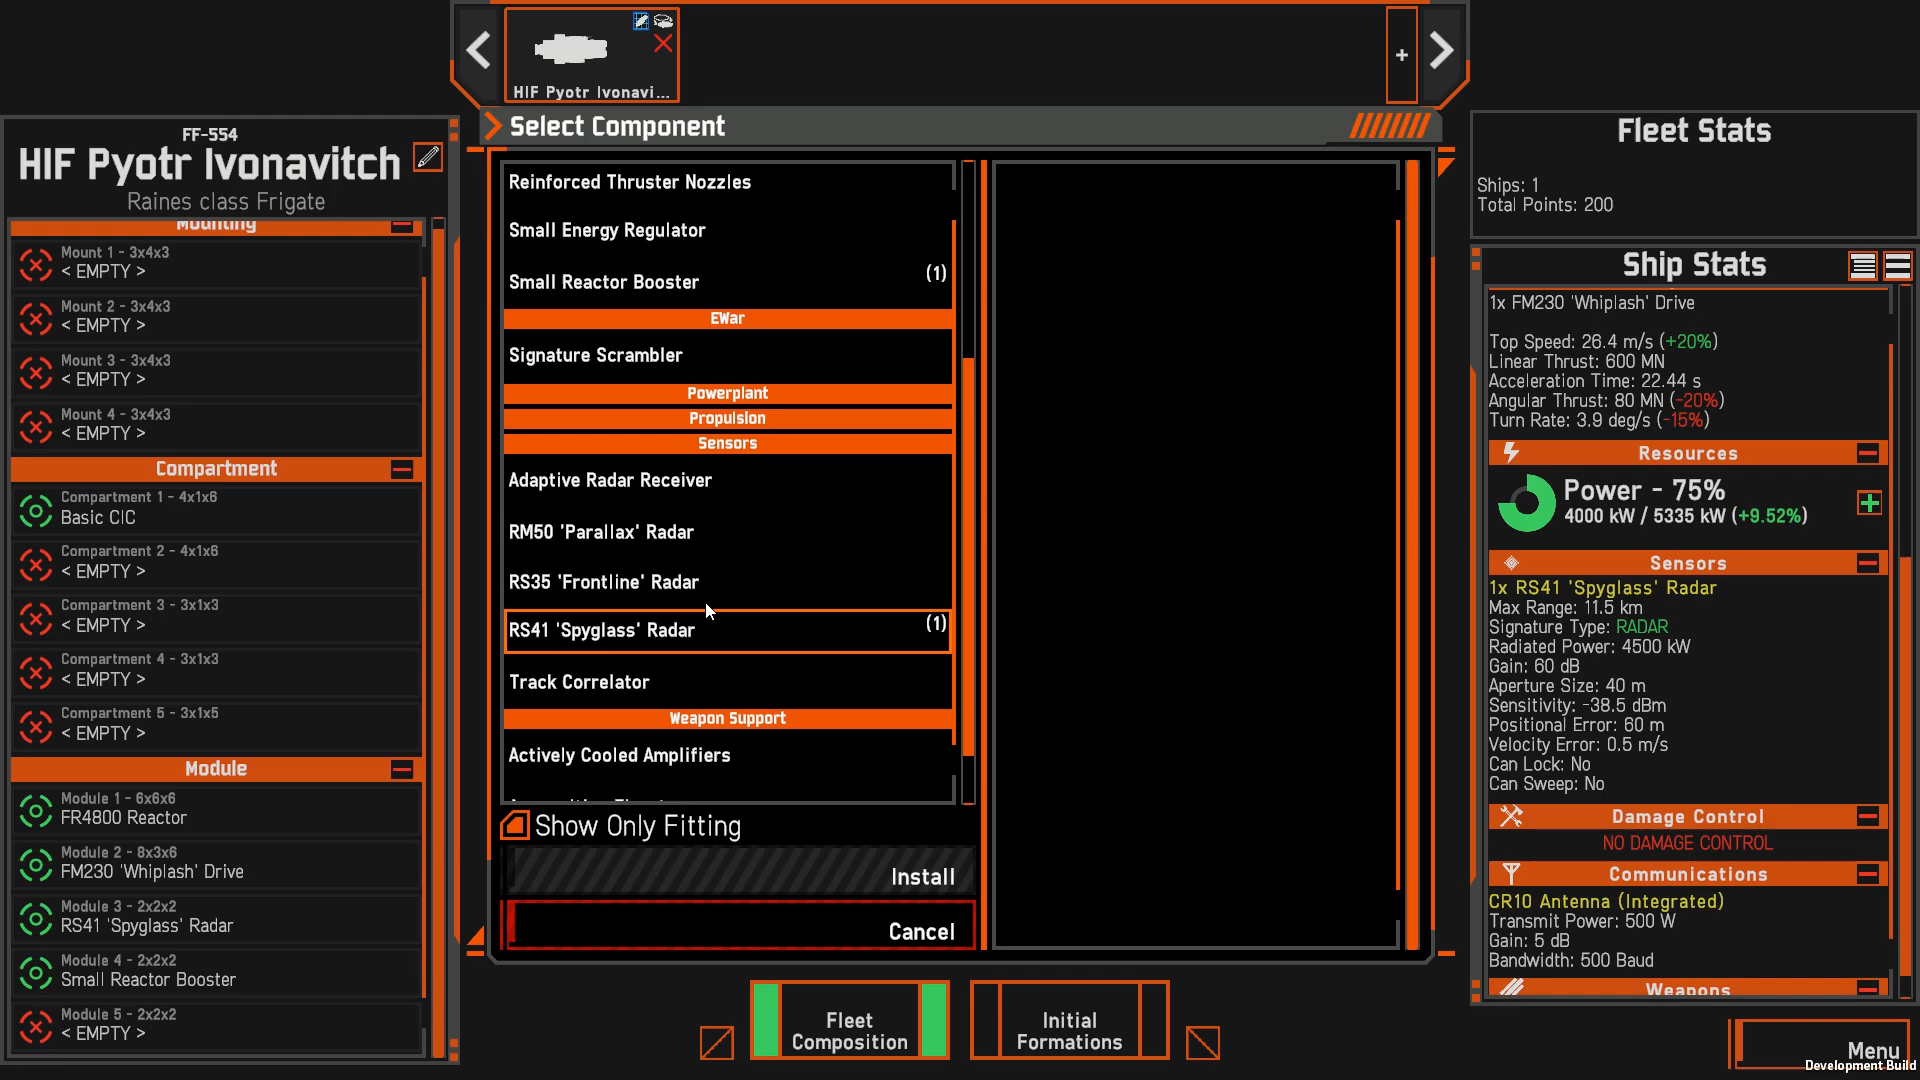 HIF Pyotr Ivonavi...
+
Select Component
FF-554
HIF Pyotr Ivonavitch
Raines class Frigate
Mounting
Mount 1 - 3x4x3
< EMPTY >
Mount 2 - 3x4x3
< EMPTY >
Mount 3 - 3x4x3
< EMPTY >
Mount 4 - 3x4x3
< EMPTY >
Compartment
Compartment 1 - 4x1x6
Basic CIC
Compartment 2 - 4x1x6
< EMPTY >
Compartment 3 - 3x1x3
< EMPTY >
Compartment 4 - 3x1x3
< EMPTY >
Compartment 5 - 3x1x5
< EMPTY >
Module
Module 1 - 6x6x6
FR4800 Reactor
Module 2 - 8x3x6
FM230 'Whiplash' Drive
Module 3 - 2x2x2
RS41 'Spyglass' Radar
Module 4 - 2x2x2
Small Reactor Booster
Module 5 - 2x2x2
< EMPTY >
Reinforced Thruster Nozzles
Small Energy Regulator
Small Reactor Booster (1)
EWar
Signature Scrambler
Powerplant
Propulsion
Sensors
Adaptive Radar Receiver
RM50 'Parallax' Radar
RS35 'Frontline' Radar
RS41 'Spyglass' Radar (1)
Track Correlator
Weapon Support
Actively Cooled Amplifiers
Show Only Fitting
Install
Cancel
Fleet Composition
Initial Formations
Fleet Stats
Ships: 1
Total Points: 200
Ship Stats
1x FM230 'Whiplash' Drive
Top Speed: 26.4 m/s (+20%)
Linear Thrust: 600 MN
Acceleration Time: 22.44 s
Angular Thrust: 80 MN (-20%)
Turn Rate: 3.9 deg/s (-15%)
Resources
Power - 75%
4000 kW / 5335 kW (+9.52%)
Sensors
1x RS41 'Spyglass' Radar
Max Range: 11.5 km
Signature Type: RADAR
Radiated Power: 4500 kW
Gain: 60 dB
Aperture Size: 40 m
Sensitivity: -38.5 dBm
Positional Error: 60 m
Velocity Error: 0.5 m/s
Can Lock: No
Can Sweep: No
Damage Control
NO DAMAGE CONTROL
Communications
CR10 Antenna (Integrated)
Transmit Power: 500 W
Gain: 5 dB
Bandwidth: 500 Baud
Weapons
Menu
Development Build